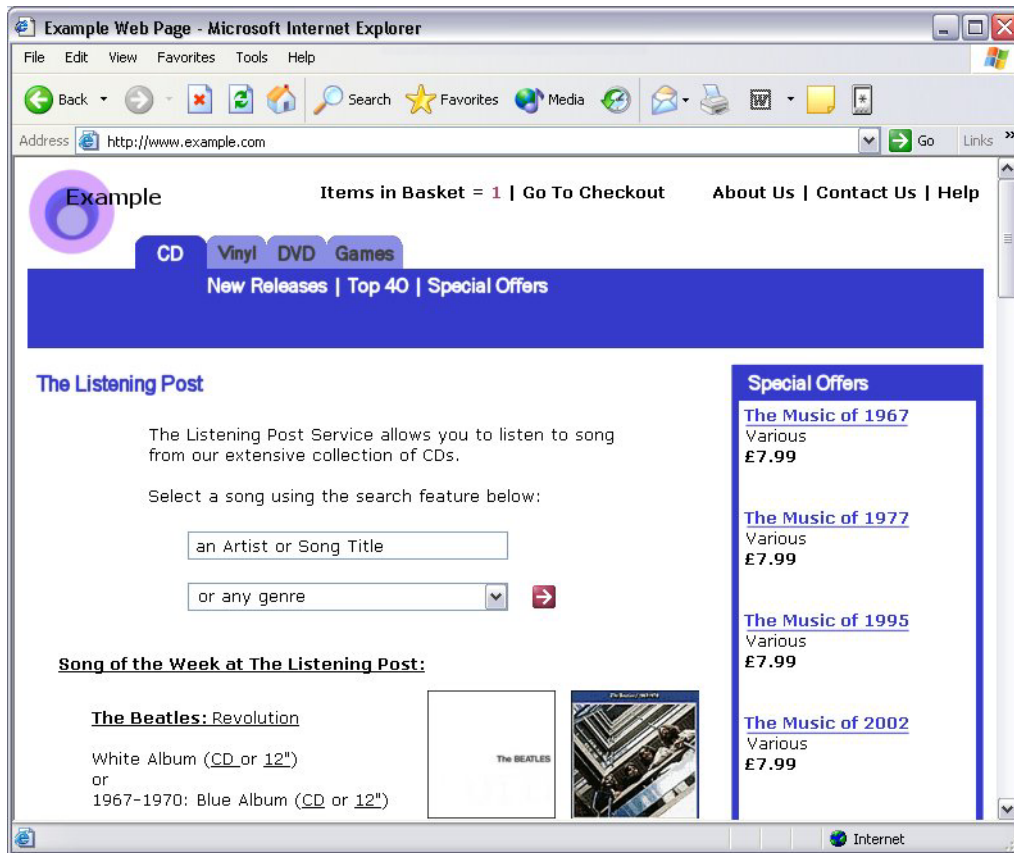 Example Web Page - Microsoft Internet Explorer
File Edit View Favorites Tools Help
Back Search Favorites Media
Address http://www.example.com Go Links »
Example
Items in Basket = 1 | Go To Checkout About Us | Contact Us | Help
CD Vinyl DVD Games
New Releases | Top 40 | Special Offers
The Listening Post
The Listening Post Service allows you to listen to song
from our extensive collection of CDs.
Select a song using the search feature below:
an Artist or Song Title
or any genre
Song of the Week at The Listening Post:
The Beatles: Revolution
White Album (CD or 12")
or
1967-1970: Blue Album (CD or 12")
The BEATLES
The Beatles / 1967-1970
Special Offers
The Music of 1967
Various
£7.99
The Music of 1977
Various
£7.99
The Music of 1995
Various
£7.99
The Music of 2002
Various
£7.99
Internet